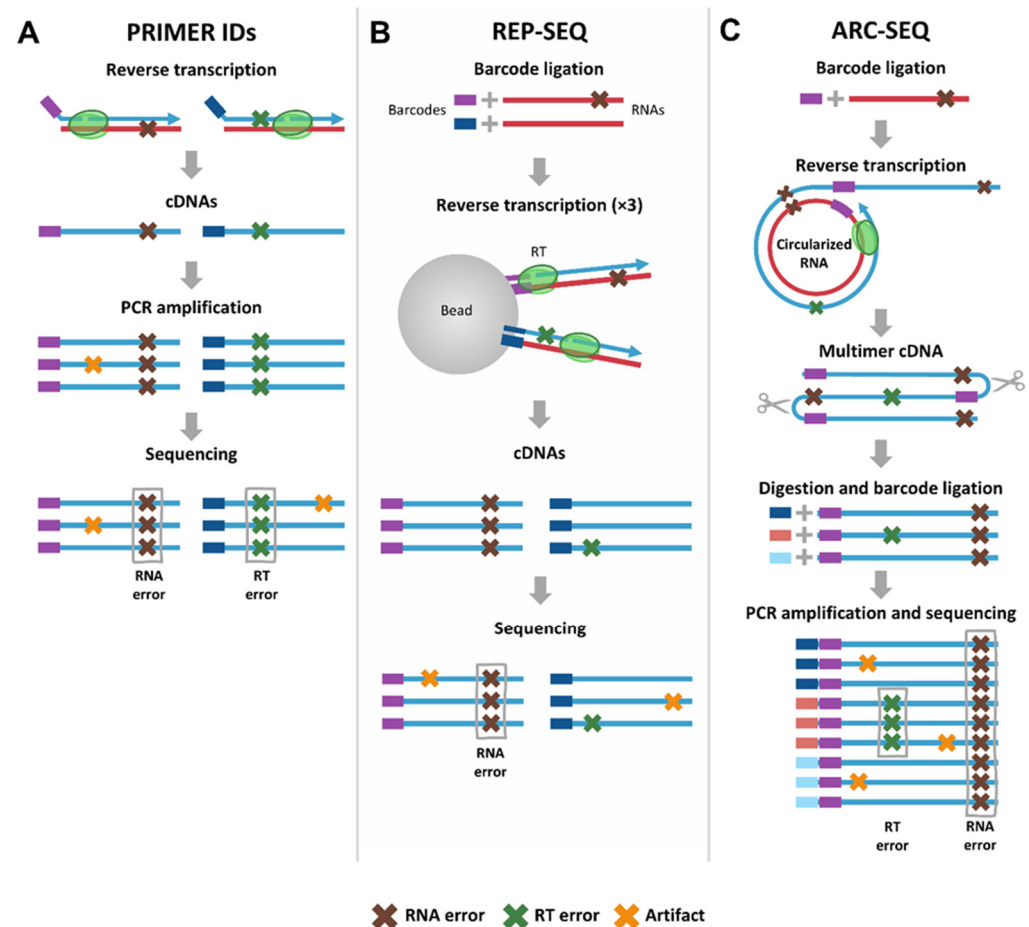 A
PRIMER IDs
Reverse transcription
cDNAs
PCR amplification
Sequencing
RNA
error
RT
error
B
REP-SEQ
Barcode ligation
Barcodes
RNAs
Reverse transcription (×3)
RT
Bead
cDNAs
Sequencing
RNA
error
C
ARC-SEQ
Barcode ligation
Reverse transcription
Circularized
RNA
Multimer cDNA
Digestion and barcode ligation
PCR amplification and sequencing
RT
error
RNA
error
RNA error
RT error
Artifact